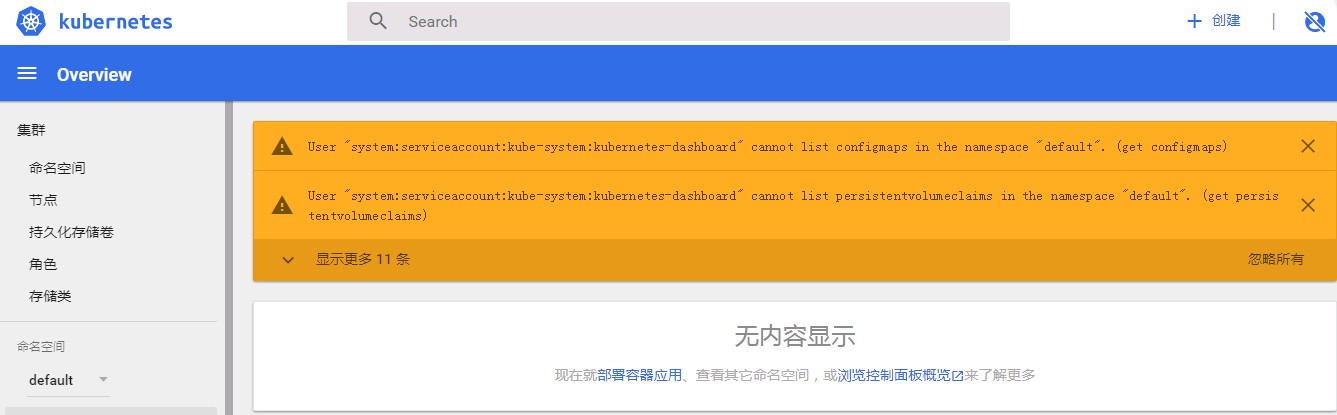 kubernetes
Search
创建
Overview
集群
命名空间
节点
持久化存储卷
角色
存储类
命名空间
default
User "system:serviceaccount:kube-system:kubernetes-dashboard" cannot list configmaps in the namespace "default". (get configmaps)
User "system:serviceaccount:kube-system:kubernetes-dashboard" cannot list persistentvolumeclaims in the namespace "default". (get persis
tentvolumeclaims)
显示更多 11 条
忽略所有
无内容显示
现在就部署容器应用、查看其它命名空间，或浏览控制面板概览来了解更多